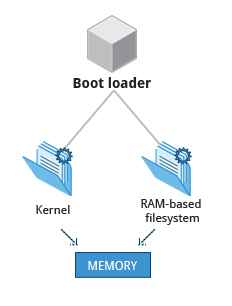 Boot loader
Kernel
RAM-based
filesystem
MEMORY